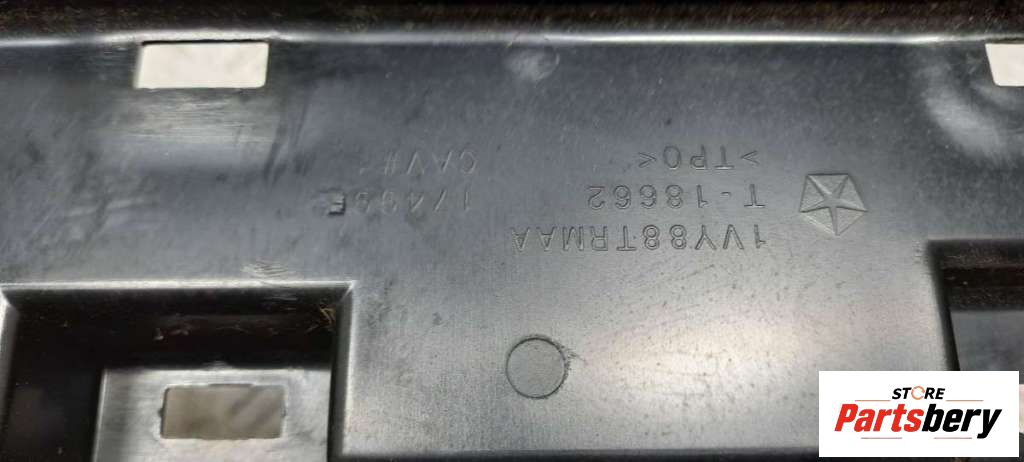 1VY88TRMAA
T-18662
>TPO<
CAV#
STORE
Partsbery